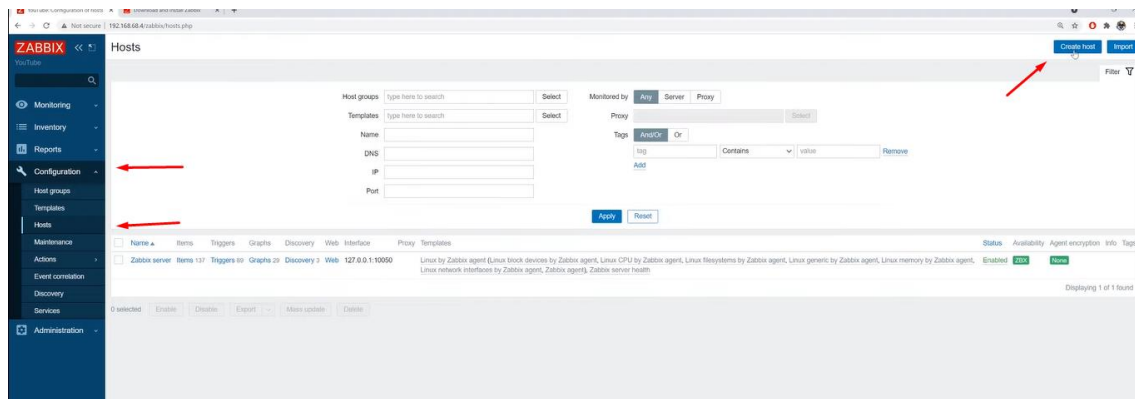 YouTube: Configuration of hosts
Download and install Zabbix
Not secure | 192.168.68.4/zabbix/hosts.php
ZABBIX
Hosts
Create host
Import
YouTube
Filter
Host groups type here to search Select Monitored by Any Server Proxy
Monitoring
Templates type here to search Select Proxy Select
Inventory
Name Tags And/Or Or
Reports
DNS tag Contains value Remove
Configuration
IP Add
Host groups
Port
Templates
Apply Reset
Hosts
Maintenance
Name Items Triggers Graphs Discovery Web Interface Proxy Templates Status Availability Agent encryption Info Tags
Actions
Zabbix server Items 137 Triggers Graphs Discovery 3 Web 127.0.0.1:10050 Linux by Zabbix agent (Linux block devices by Zabbix agent, Linux CPU by Zabbix agent, Linux filesystems by Zabbix agent, Linux generic by Zabbix agent, Linux memory by Zabbix agent, Enabled ZBX None
Linux network interfaces by Zabbix agent, Zabbix agent), Zabbix server health
Event correlation
Discovery
Displaying 1 of 1 found
Services
0 selected Enable Disable Export Mass update Delete
Administration